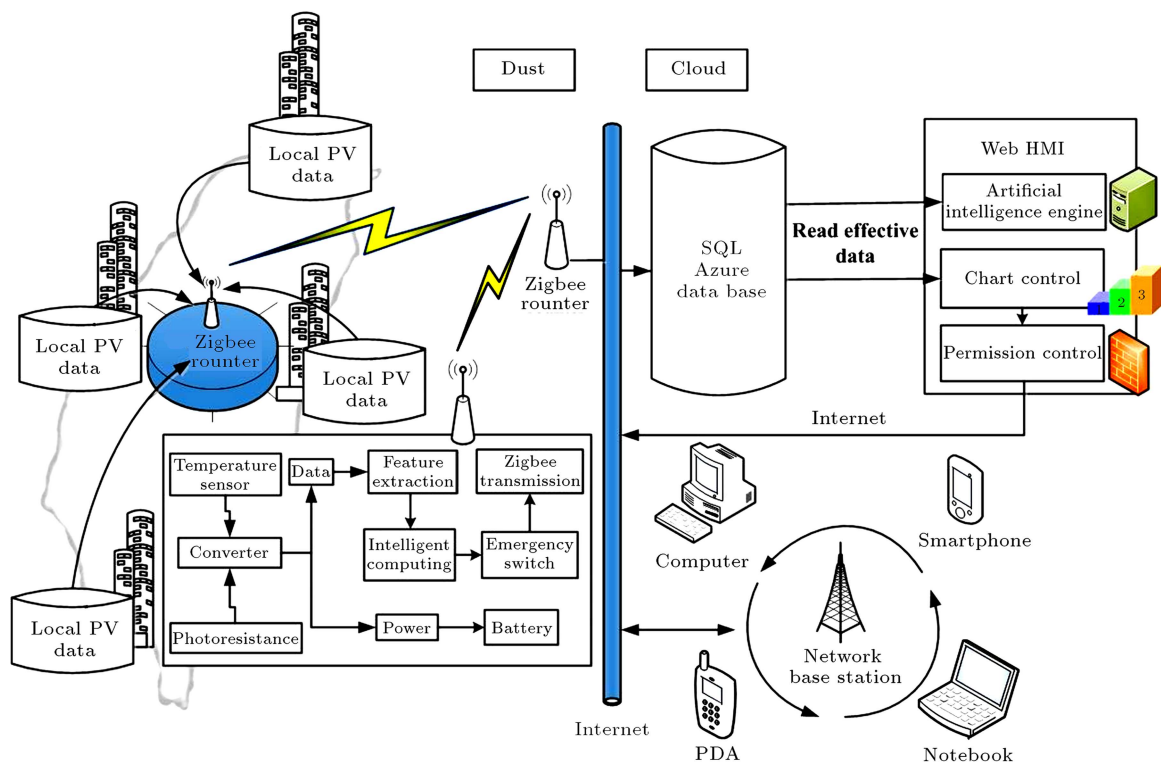 Dust
Cloud
Local PV
data
Local PV
data
Local PV
data
Local PV
data
Zigbee
rounter
Zigbee
rounter
Temperature
sensor
Data
Feature
extraction
Zigbee
transmission
Converter
Intelligent
computing
Emergency
switch
Photoresistance
Power
Battery
Internet
SQL
Azure
data base
Read effective
data
Web HMI
Artificial
intelligence engine
Chart control
1
2
3
Permission control
Internet
Computer
Smartphone
Network
base station
PDA
Notebook